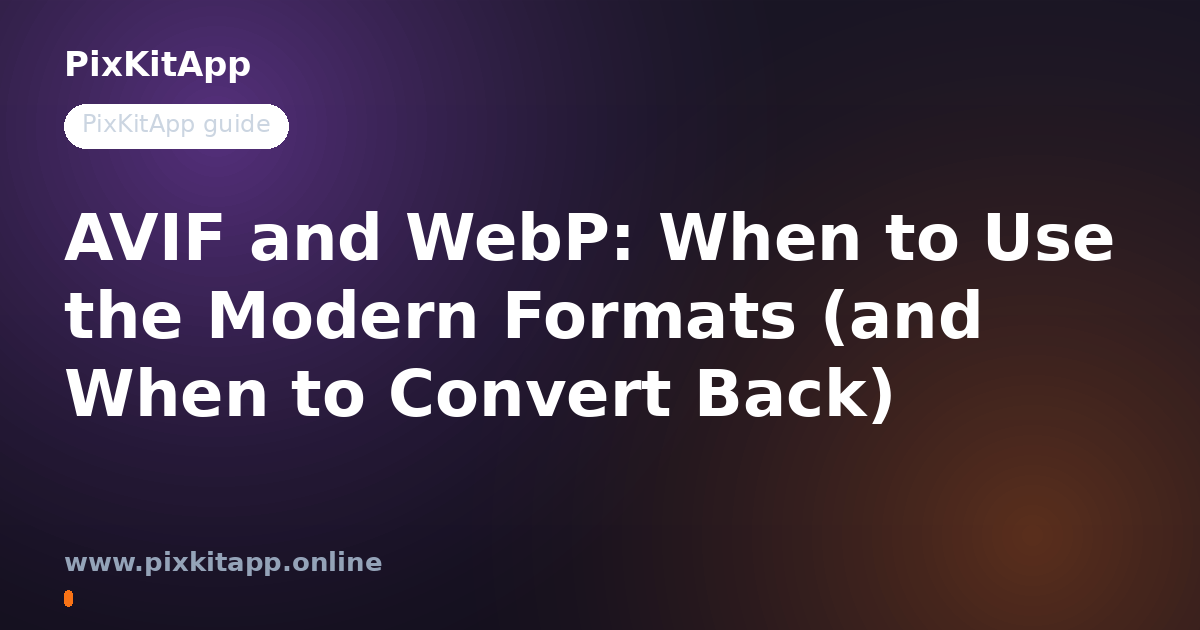 PixKitApp
PixKitApp guide
AVIF and WebP: When to Use
the Modern Formats (and
When to Convert Back)
www.pixkitapp.online